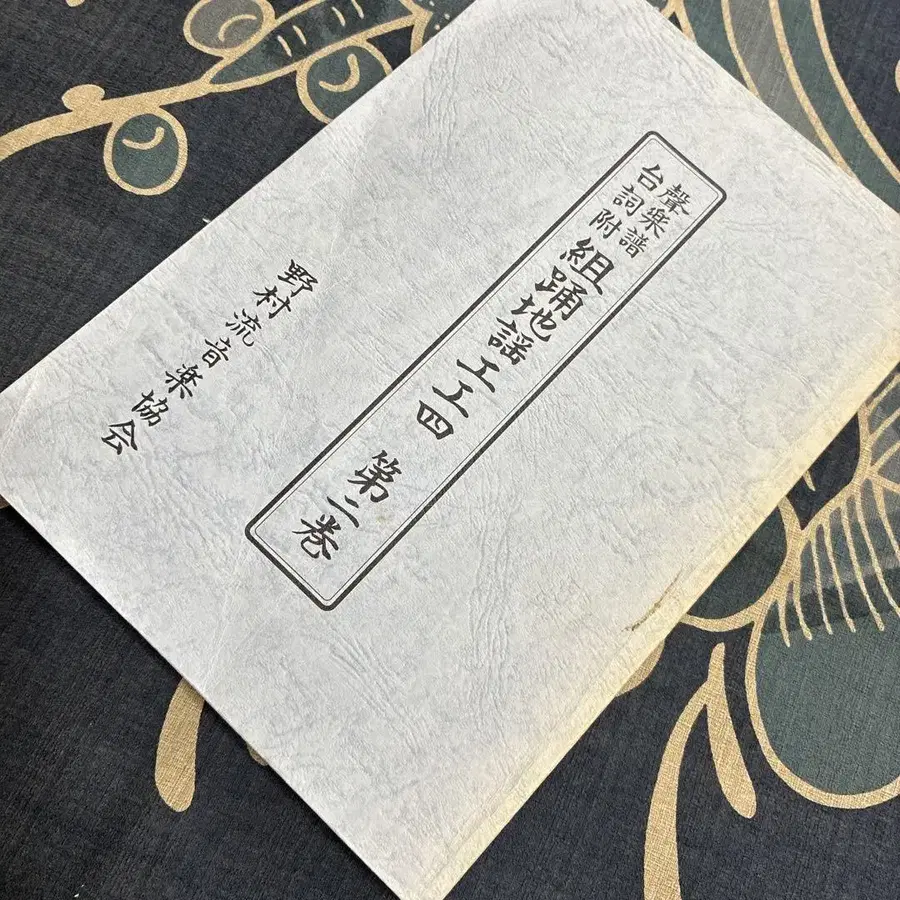 聲楽譜
台詞附
組踊地謡工工四 第二巻
野村流音楽協会